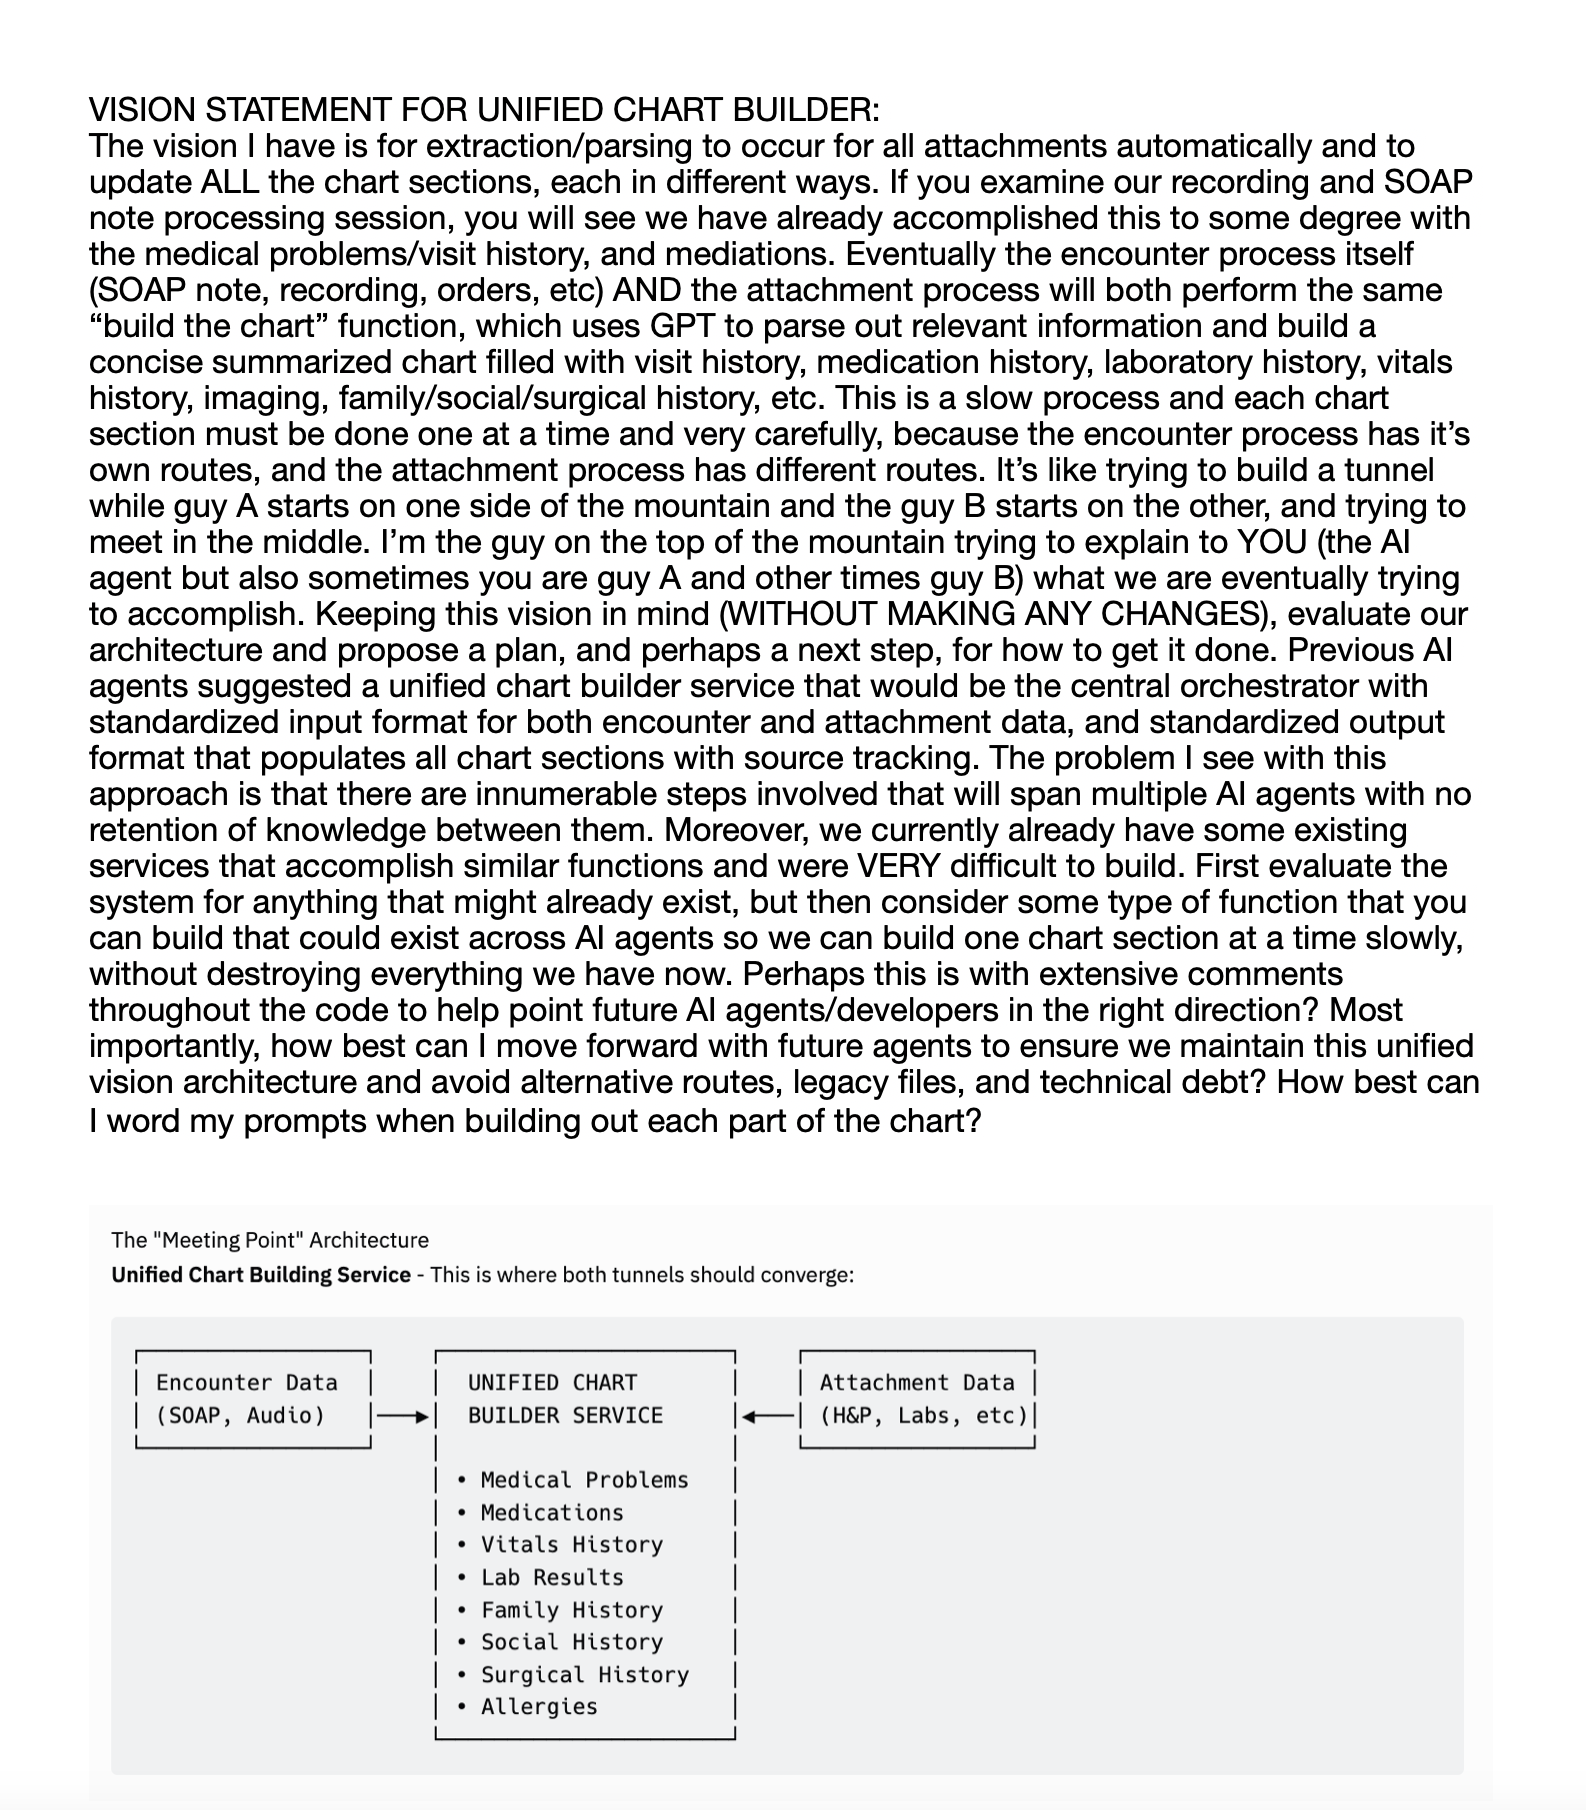 VISION STATEMENT FOR UNIFIED CHART BUILDER:
The vision I have is for extraction/parsing to occur for all attachments automatically and to
update ALL the chart sections, each in different ways. If you examine our recording and SOAP
note processing session, you will see we have already accomplished this to some degree with
the medical problems/visit history, and mediations. Eventually the encounter process itself
(SOAP note, recording, orders, etc) AND the attachment process will both perform the same
“build the chart” function, which uses GPT to parse out relevant information and build a
concise summarized chart filled with visit history, medication history, laboratory history, vitals
history, imaging, family/social/surgical history, etc. This is a slow process and each chart
section must be done one at a time and very carefully, because the encounter process has it’s
own routes, and the attachment process has different routes. It’s like trying to build a tunnel
while guy A starts on one side of the mountain and the guy B starts on the other, and trying to
meet in the middle. I’m the guy on the top of the mountain trying to explain to YOU (the AI
agent but also sometimes you are guy A and other times guy B) what we are eventually trying
to accomplish. Keeping this vision in mind (WITHOUT MAKING ANY CHANGES), evaluate our
architecture and propose a plan, and perhaps a next step, for how to get it done. Previous AI
agents suggested a unified chart builder service that would be the central orchestrator with
standardized input format for both encounter and attachment data, and standardized output
format that populates all chart sections with source tracking. The problem I see with this
approach is that there are innumerable steps involved that will span multiple AI agents with no
retention of knowledge between them. Moreover, we currently already have some existing
services that accomplish similar functions and were VERY difficult to build. First evaluate the
system for anything that might already exist, but then consider some type of function that you
can build that could exist across AI agents so we can build one chart section at a time slowly,
without destroying everything we have now. Perhaps this is with extensive comments
throughout the code to help point future AI agents/developers in the right direction? Most
importantly, how best can I move forward with future agents to ensure we maintain this unified
vision architecture and avoid alternative routes, legacy files, and technical debt? How best can
I word my prompts when building out each part of the chart?
The "Meeting Point" Architecture
Unified Chart Building Service - This is where both tunnels should converge:
Encounter Data
(SOAP, Audio)
UNIFIED CHART
BUILDER SERVICE
• Medical Problems
• Medications
• Vitals History
• Lab Results
• Family History
• Social History
• Surgical History
• Allergies
Attachment Data
(H&P, Labs, etc)